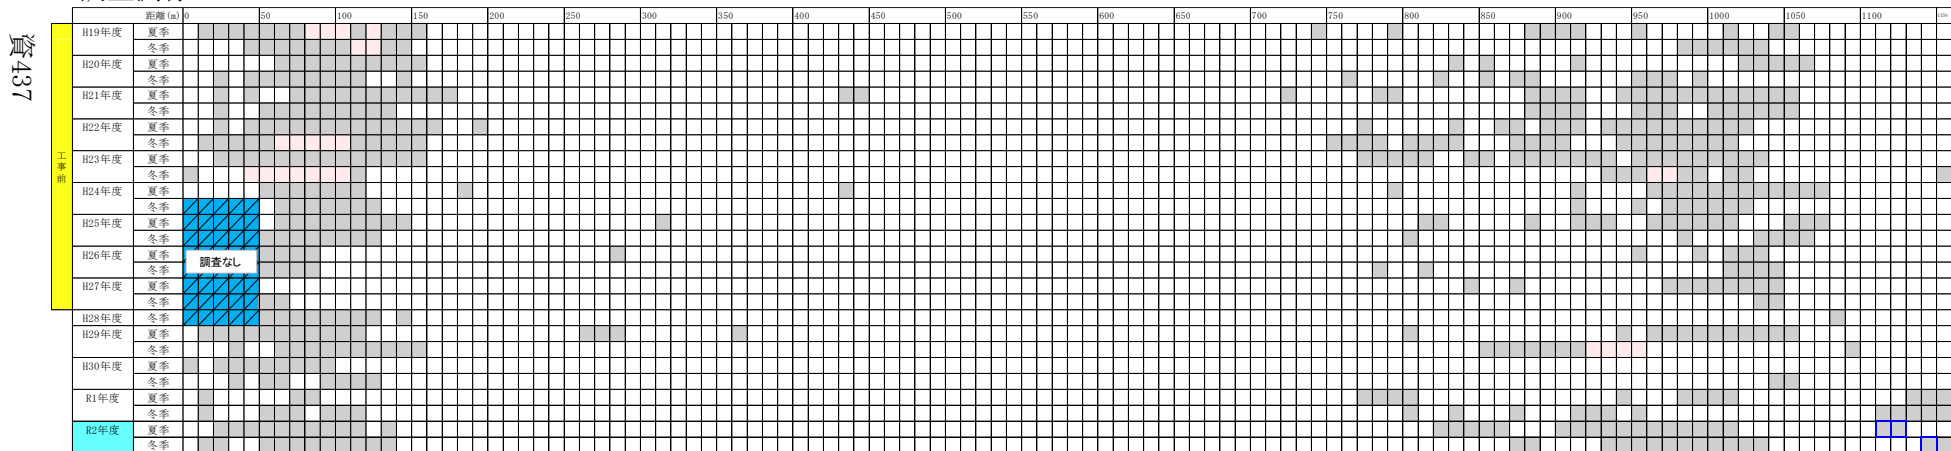 距離(m) 0 50 100 150 200 250 300 350 400 450 500 550 600 650 700 750 800 850 900 950 1000 1050 1100 1150
H19年度 夏季
冬季
H20年度 夏季
冬季
H21年度 夏季
冬季
H22年度 夏季
冬季
H23年度 夏季
冬季
H24年度 夏季
冬季
H25年度 夏季
冬季
H26年度 夏季
冬季
H27年度 夏季
冬季
H28年度 冬季
H29年度 夏季
冬季
H30年度 夏季
冬季
R1年度 夏季
冬季
R2年度 夏季
冬季
工事前
調査なし
資437